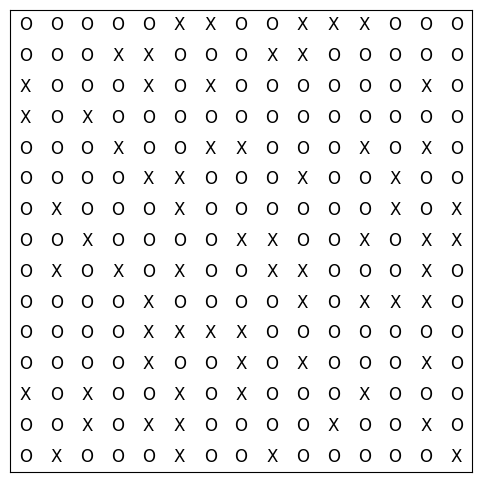 O O O O O X X O O X X X O O O
O O O X X O O O X X O O O O O
X O O O X O X O O O O O O X O
X O X O O O O O O O O O O O O
O O O X O O X X O O O X O X O
O O O O X X O O O X O O X O O
O X O O O X O O O O O O X O X
O O X O O O O X X O O X O X X
O X O X O X O O X X O O O X O
O O O O X O O O O X O X X X O
O O O O X X X X O O O O O O O
O O O O X O O X O X O O O X O
X O X O O X O X O O O X O O O
O O X O X X O O O O X O O X O
O X O O O X O O X O O O O O X